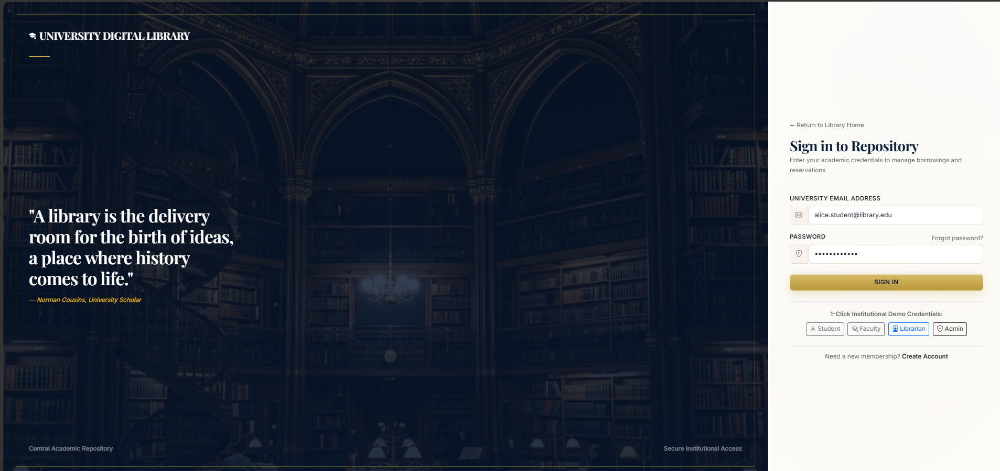 UNIVERSITY DIGITAL LIBRARY
"A library is the delivery
room for the birth of ideas,
a place where history
comes to life."
— Norman Cousins, University Scholar
Central Academic Repository
Secure Institutional Access
← Return to Library Home
Sign in to Repository
Enter your academic credentials to manage borrowings and
reservations
UNIVERSITY EMAIL ADDRESS
alice.student@library.edu
PASSWORD
Forgot password?
••••••••••••
SIGN IN
1-Click Institutional Demo Credentials:
Student Faculty Librarian Admin
Need a new membership? Create Account